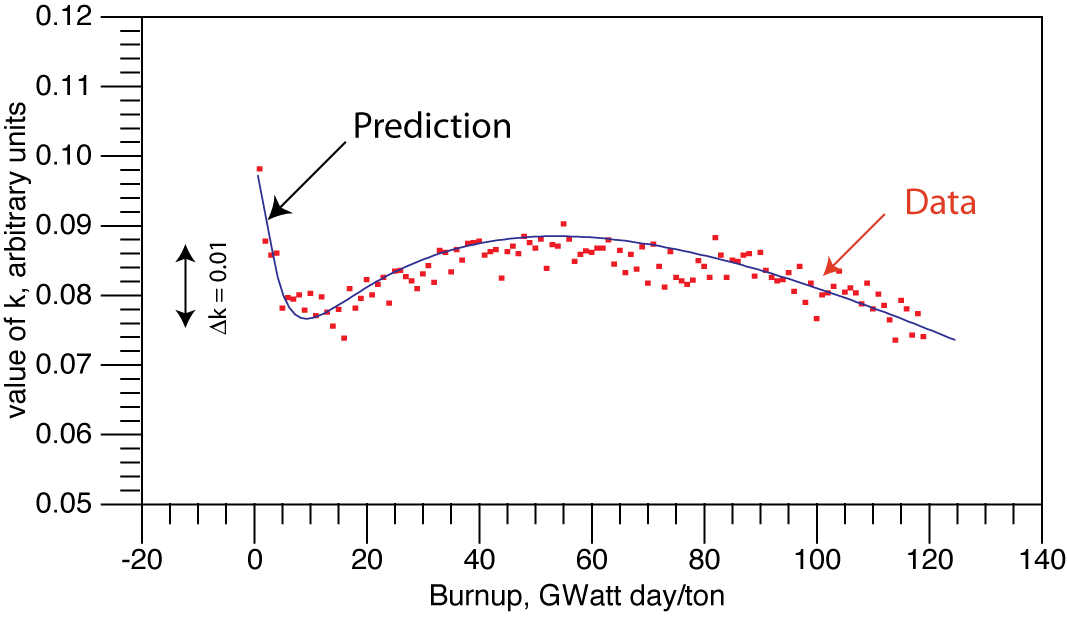 0.12
0.11
0.10
0.09
0.08
0.07
0.06
0.05
value of k, arbitrary units
Δk = 0.01
Prediction
Data
-20 0 20 40 60 80 100 120 140
Burnup, GWatt day/ton